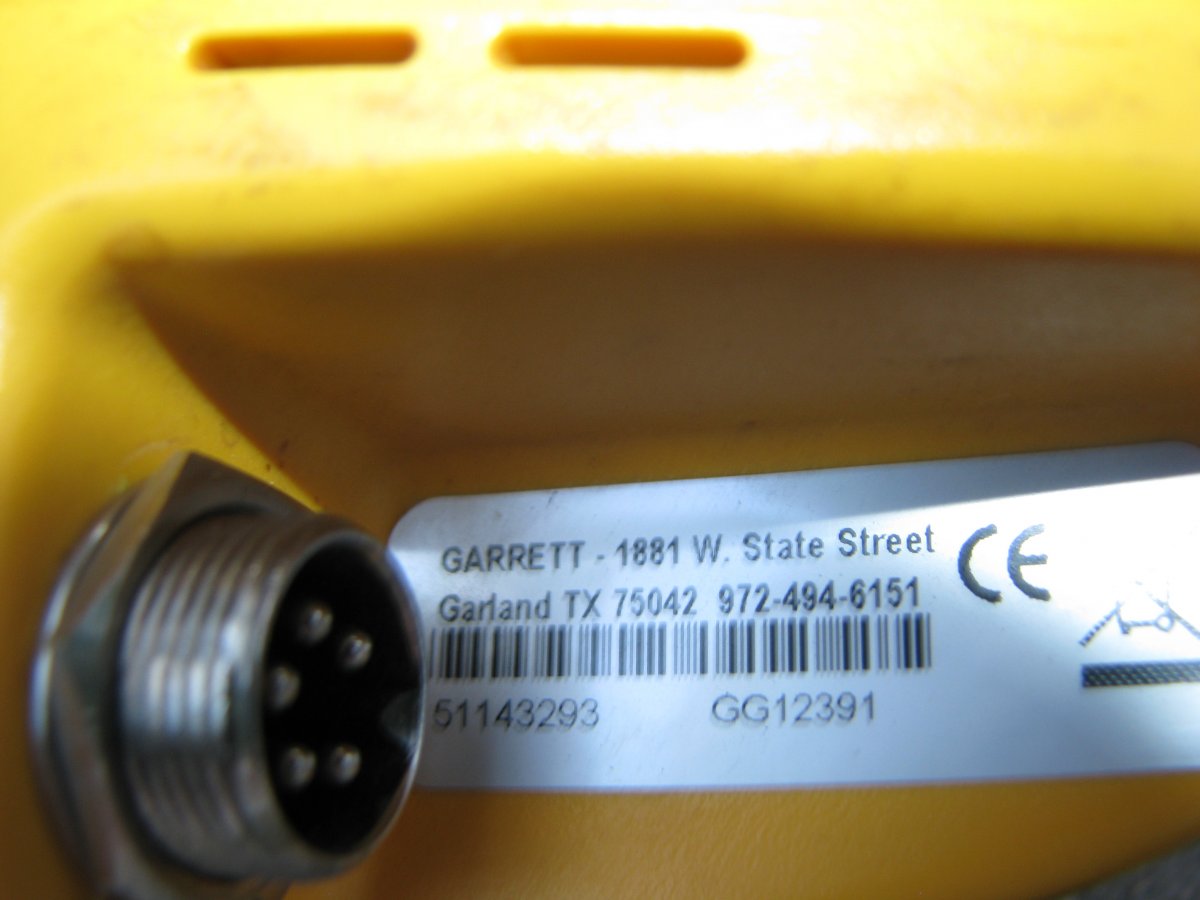 GARRETT - 1881 W. State Street
Garland TX 75042 972-494-6151
CE
51143293 GG12391